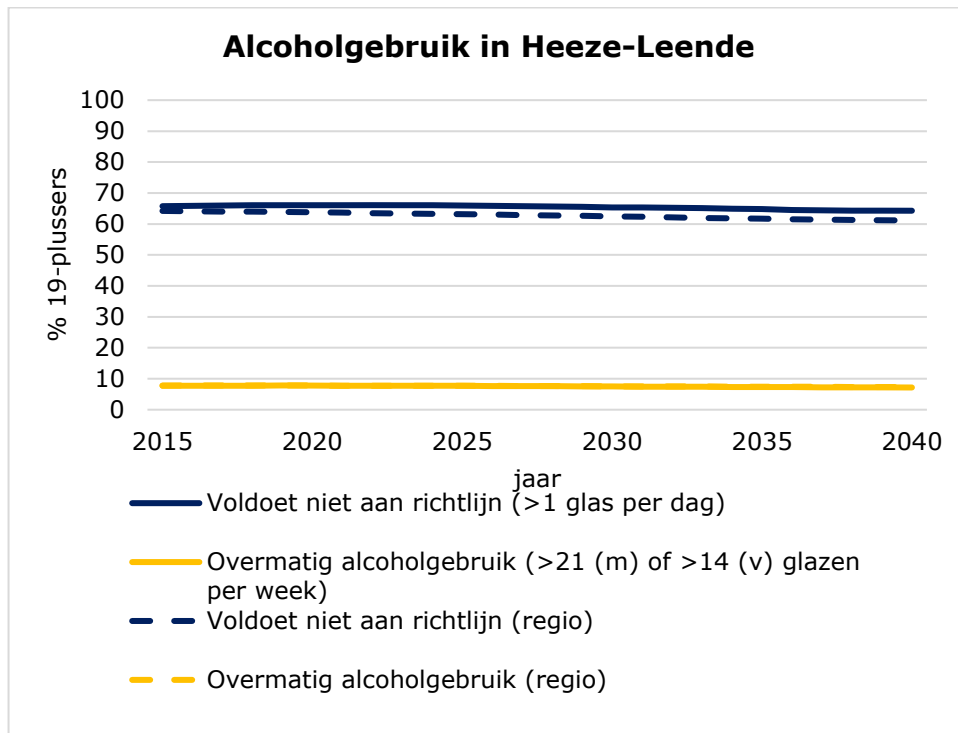 Alcoholgebruik in Heeze-Leende
100
90
80
70
60
50
40
30
20
10
0
% 19-plussers
2015 2020 2025 2030 2035 2040
jaar
Voldoet niet aan richtlijn (>1 glas per dag)
Overmatig alcoholgebruik (>21 (m) of >14 (v) glazen
per week)
Voldoet niet aan richtlijn (regio)
Overmatig alcoholgebruik (regio)